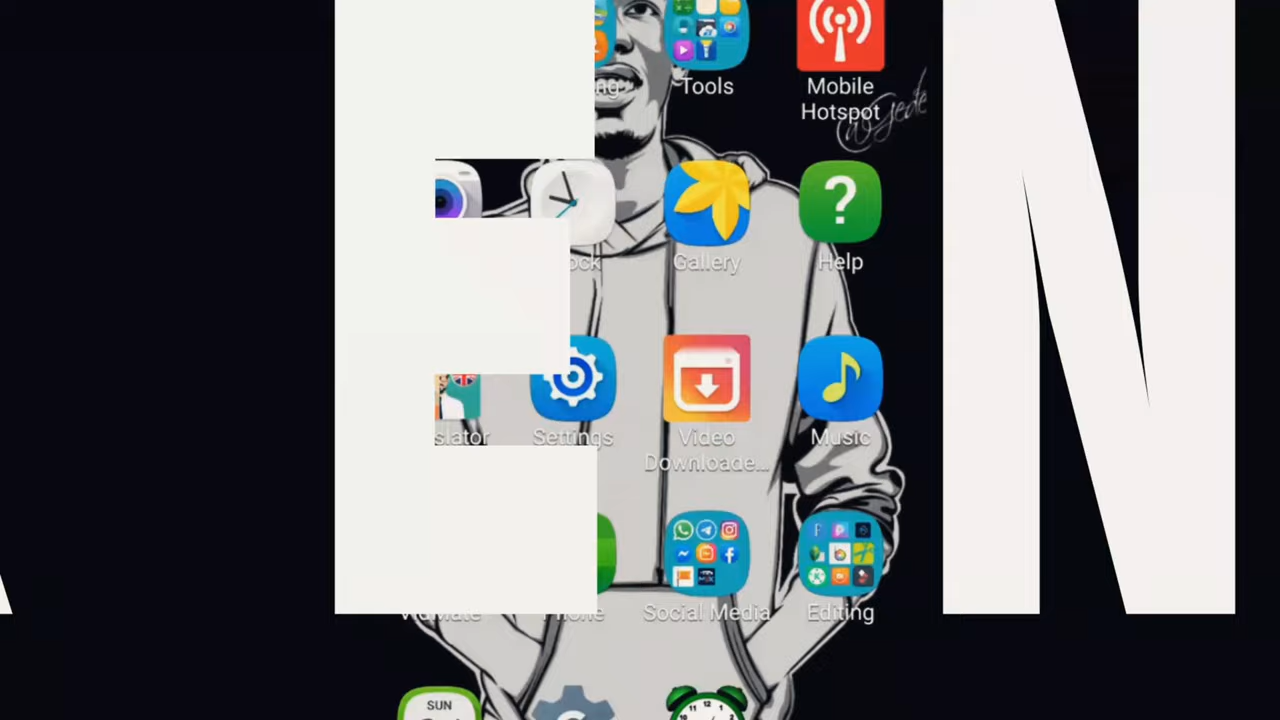 E N
Tools
Mobile
Hotspot
Gallery
Help
Settings
Video
Downloade...
Music
Social Media
Editing
SUN